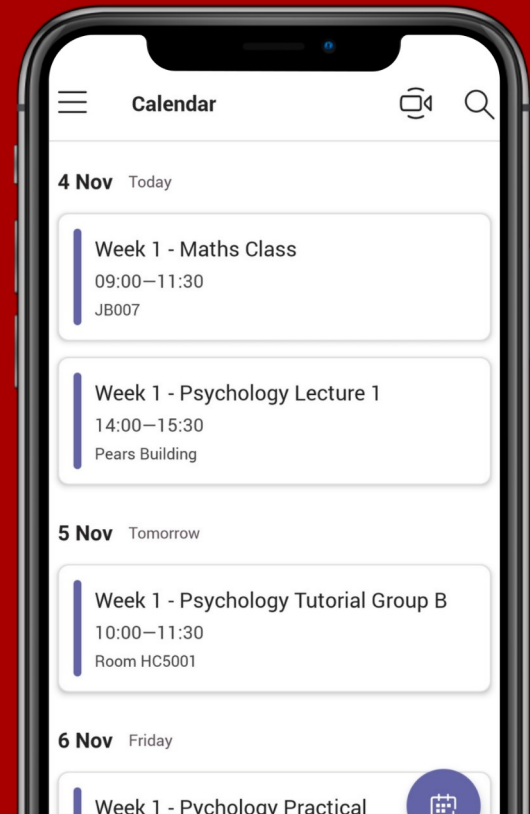 Calendar
4 Nov Today
Week 1 - Maths Class
09:00—11:30
JB007
Week 1 - Psychology Lecture 1
14:00—15:30
Pears Building
5 Nov Tomorrow
Week 1 - Psychology Tutorial Group B
10:00—11:30
Room HC5001
6 Nov Friday
Week 1 - Pychology Practical